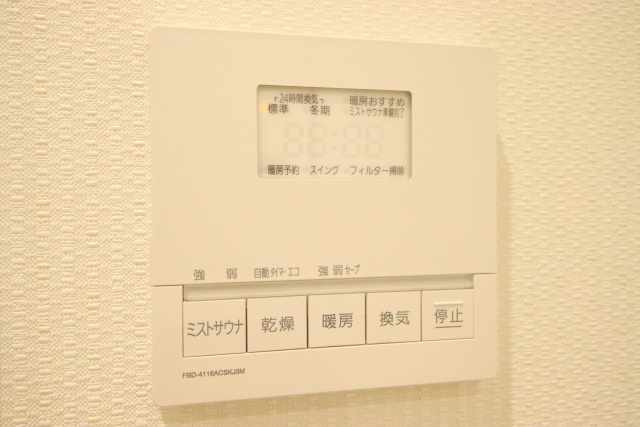 24時間換気
標準 冬期
暖房おすすめ
ミストサウナ準備完了
88:88
暖房予約 スイング フィルター掃除
強 弱 自動 タイマー エコ 強 弱 セーブ
ミストサウナ 乾燥 暖房 換気 停止
FBD-4116ACSKJ3M